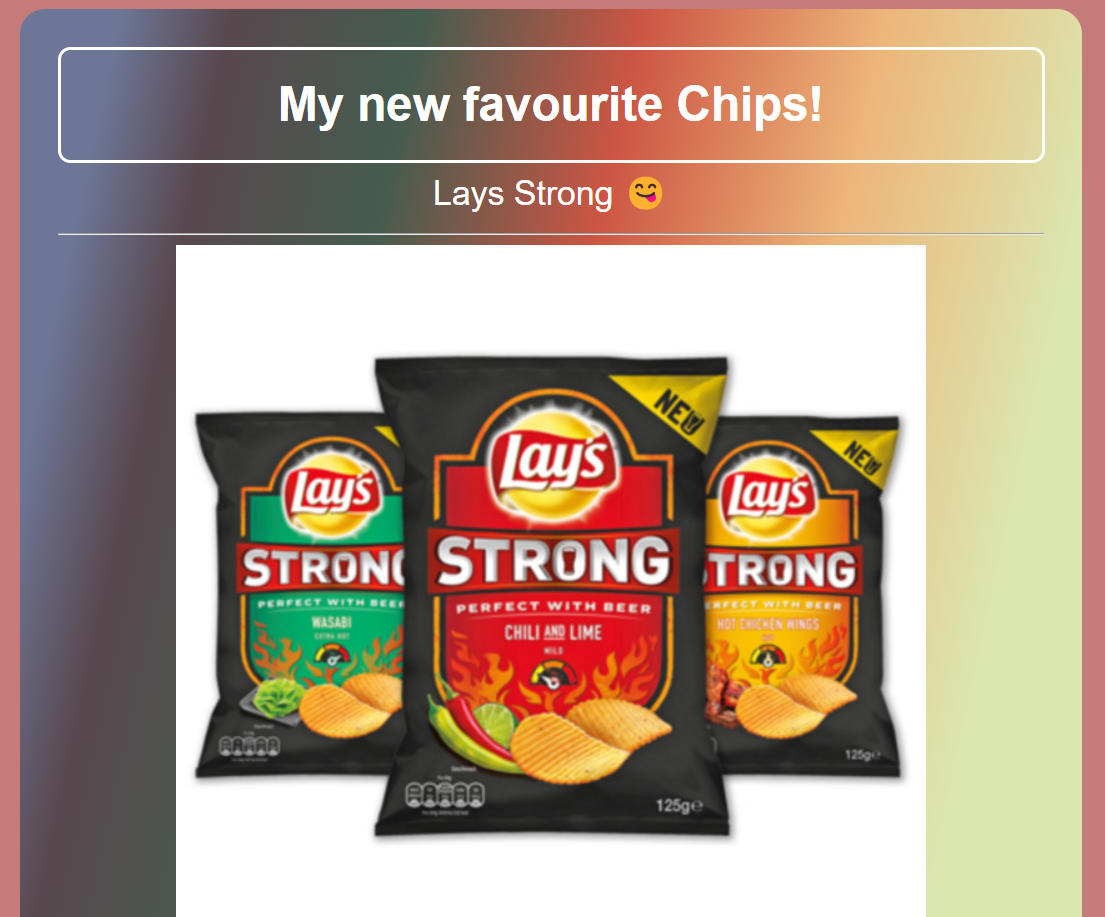 My new favourite Chips!
Lays Strong 😋
Lay's
STRONG
PERFECT WITH BEER
WASABI
EXTRA HOT
NEW
Lay's
STRONG
PERFECT WITH BEER
CHILI AND LIME
MILD
125g e
NEW
Lay's
STRONG
PERFECT WITH BEER
HOT CHICKEN WINGS
125g e